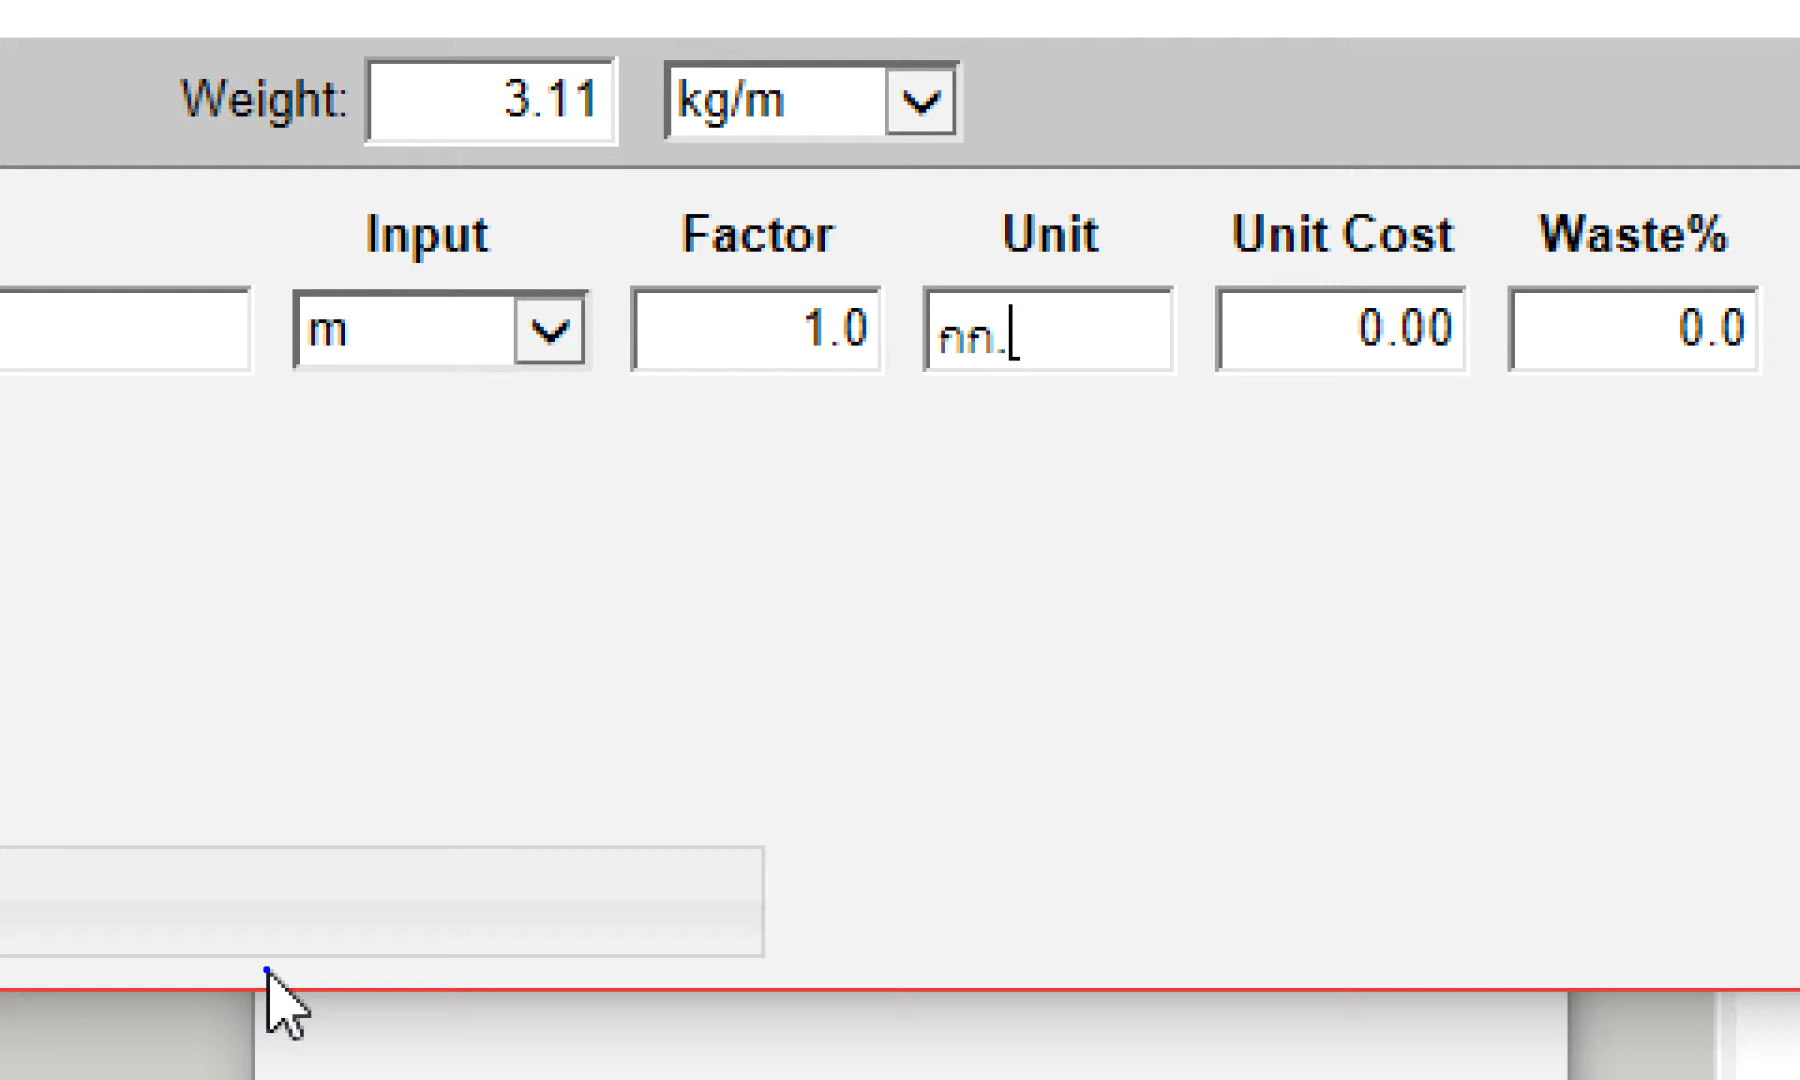 Weight: 3.11 kg/m
Input Factor Unit Unit Cost Waste%
m 1.0 กก. 0.00 0.0